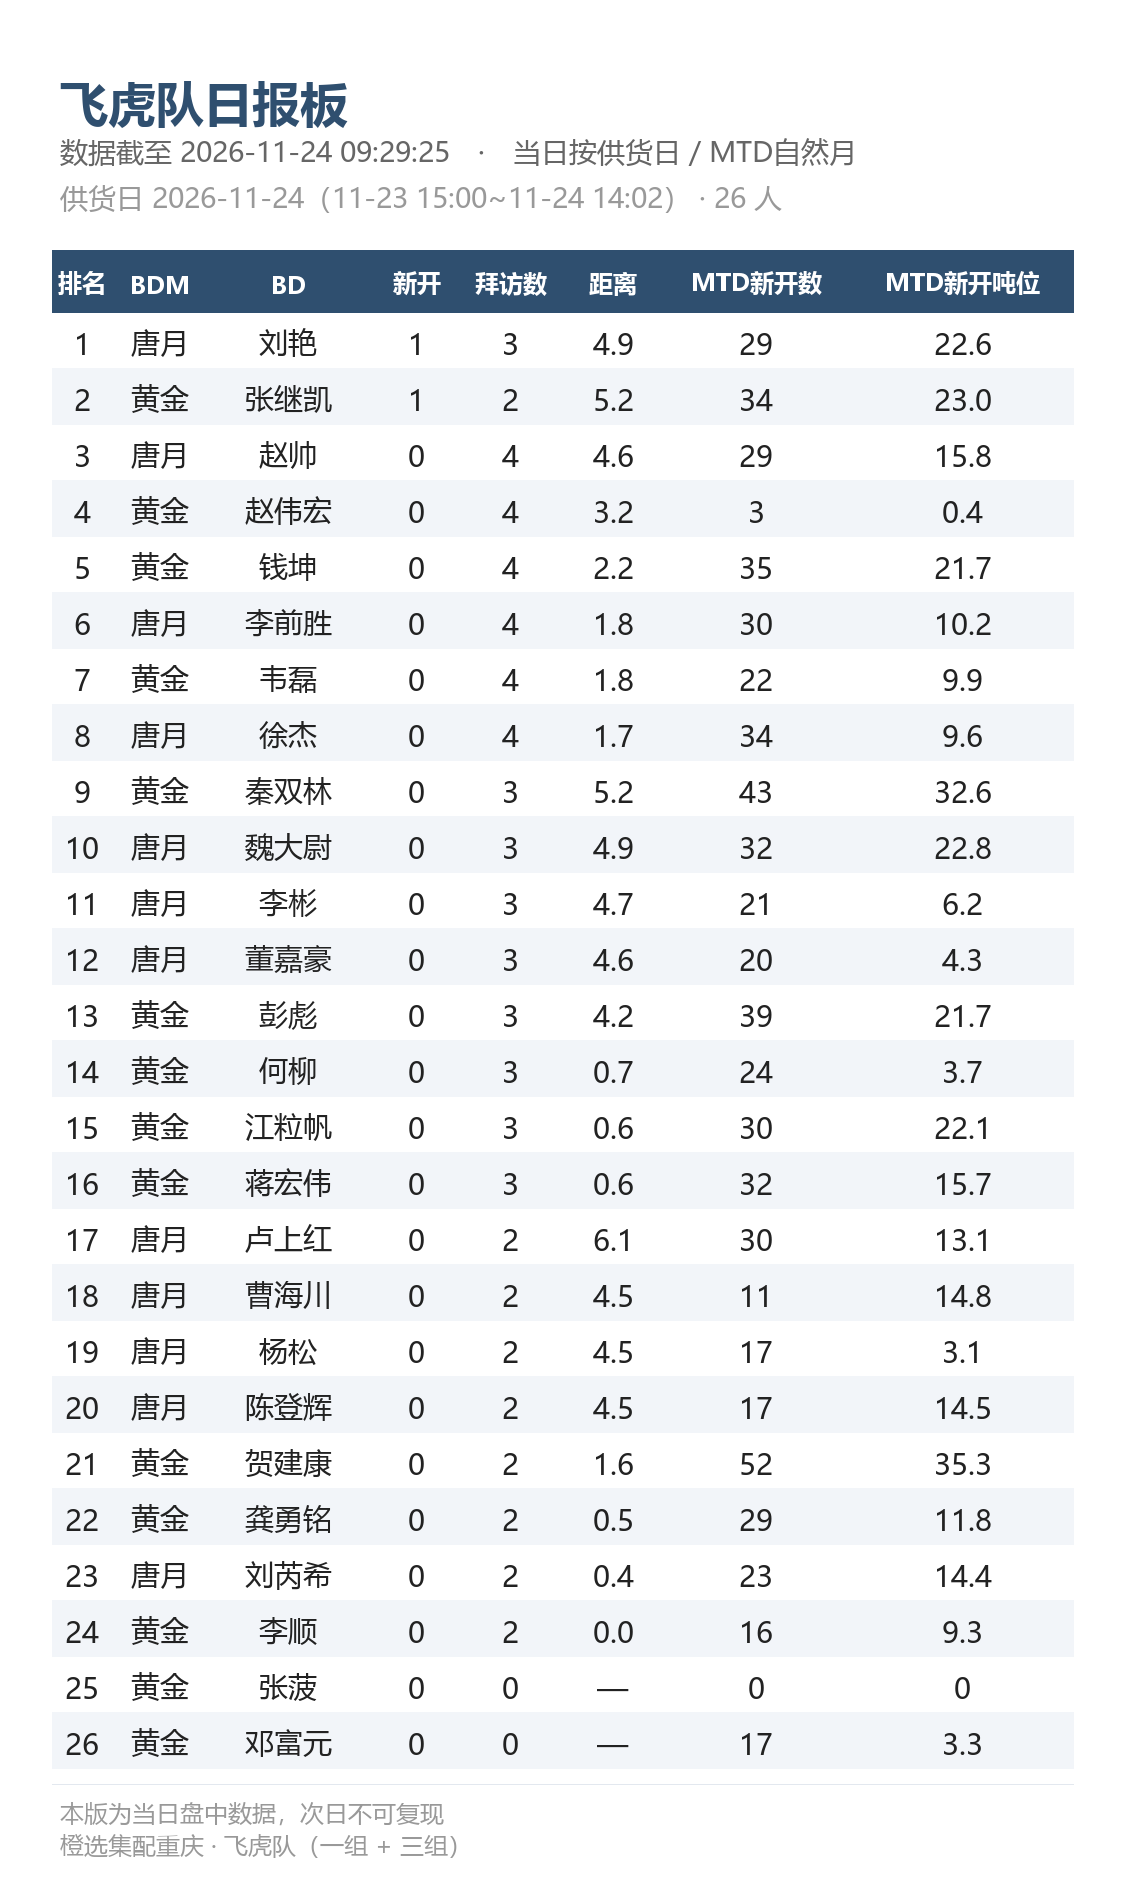 飞虎队日报板
数据截至 2026-11-24 09:29:25 · 当日按供货日 / MTD自然月
供货日 2026-11-24（11-23 15:00~11-24 14:02） · 26 人
排名 BDM BD 新开 拜访数 距离 MTD新开数 MTD新开吨位
1 唐月 刘艳 1 3 4.9 29 22.6
2 黄金 张继凯 1 2 5.2 34 23.0
3 唐月 赵帅 0 4 4.6 29 15.8
4 黄金 赵伟宏 0 4 3.2 3 0.4
5 黄金 钱坤 0 4 2.2 35 21.7
6 唐月 李前胜 0 4 1.8 30 10.2
7 黄金 韦磊 0 4 1.8 22 9.9
8 唐月 徐杰 0 4 1.7 34 9.6
9 黄金 秦双林 0 3 5.2 43 32.6
10 唐月 魏大尉 0 3 4.9 32 22.8
11 唐月 李彬 0 3 4.7 21 6.2
12 唐月 董嘉豪 0 3 4.6 20 4.3
13 黄金 彭彪 0 3 4.2 39 21.7
14 黄金 何柳 0 3 0.7 24 3.7
15 黄金 江粒帆 0 3 0.6 30 22.1
16 黄金 蒋宏伟 0 3 0.6 32 15.7
17 唐月 卢上红 0 2 6.1 30 13.1
18 唐月 曹海川 0 2 4.5 11 14.8
19 唐月 杨松 0 2 4.5 17 3.1
20 唐月 陈登辉 0 2 4.5 17 14.5
21 黄金 贺建康 0 2 1.6 52 35.3
22 黄金 龚勇铭 0 2 0.5 29 11.8
23 唐月 刘芮希 0 2 0.4 23 14.4
24 黄金 李顺 0 2 0.0 16 9.3
25 黄金 张菠 0 0 — 0 0
26 黄金 邓富元 0 0 — 17 3.3
本版为当日盘中数据，次日不可复现
橙选集配重庆 · 飞虎队（一组 + 三组）